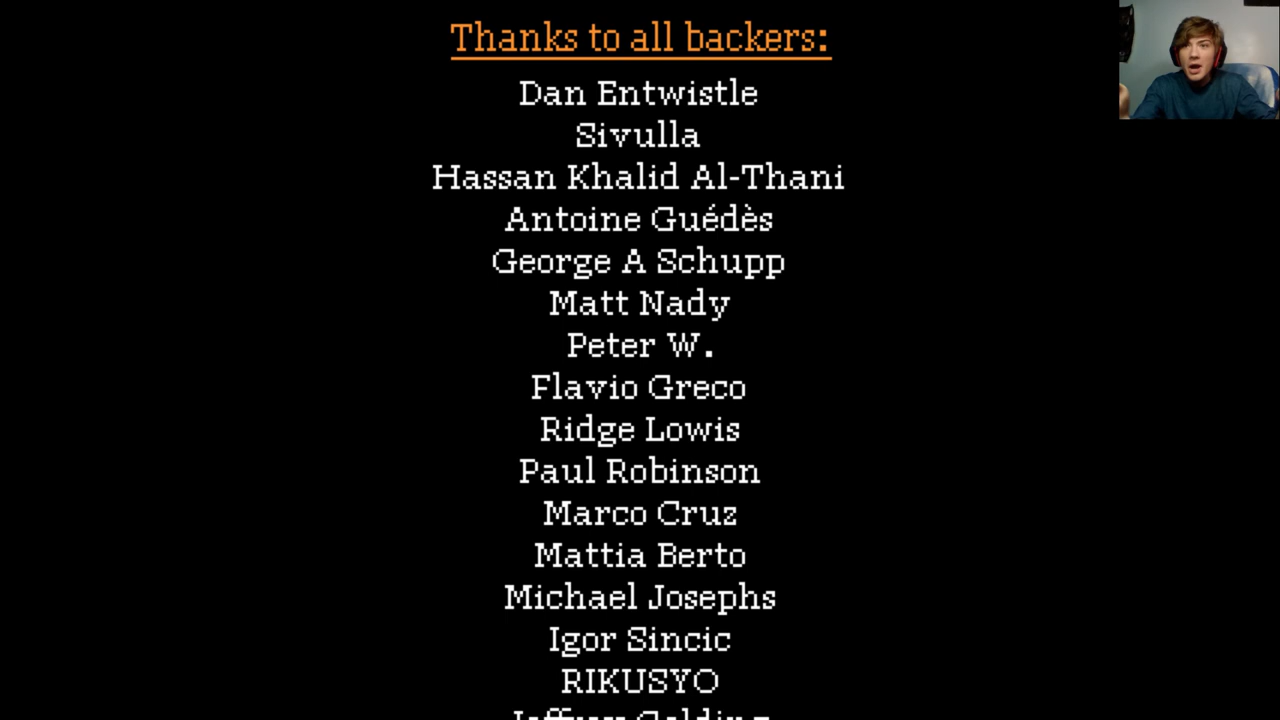 Thanks to all backers:
Dan Entwistle
Sivulla
Hassan Khalid Al-Thani
Antoine Guédès
George A Schupp
Matt Nady
Peter W.
Flavio Greco
Ridge Lowis
Paul Robinson
Marco Cruz
Mattia Berto
Michael Josephs
Igor Sincic
RIKUSYO